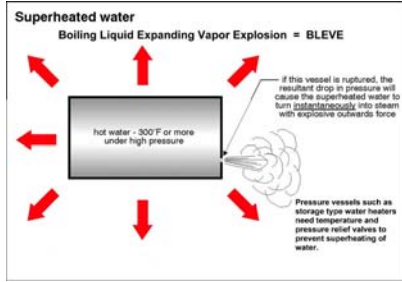 Superheated water
Boiling Liquid Expanding Vapor Explosion = BLEVE
if this vessel is ruptured, the
resultant drop in pressure will
cause the superheated water to
turn instantaneously into steam
with explosive outwards force
hot water - 300°F or more
under high pressure
Pressure vessels such as
storage type water heaters
need temperature and
pressure relief valves to
prevent superheating of
water.